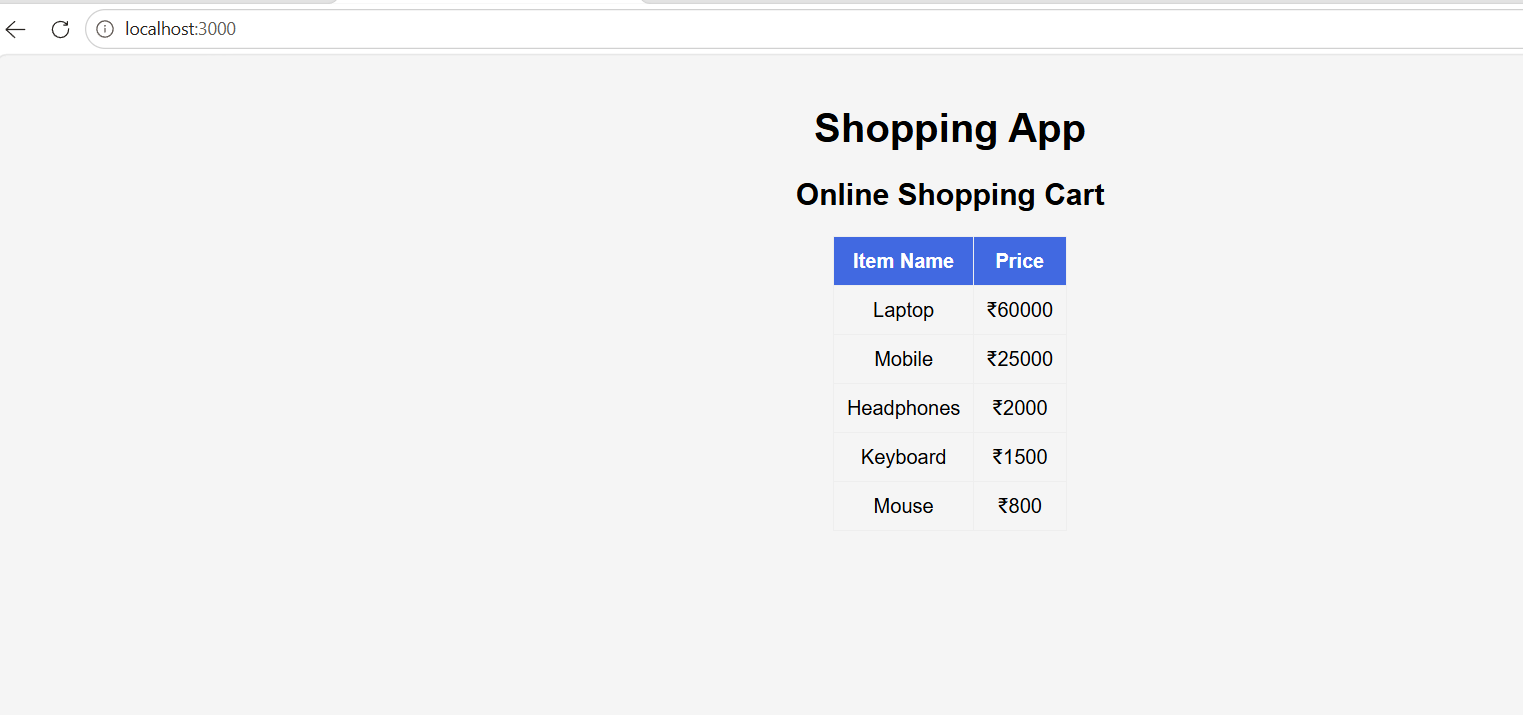 localhost:3000
Shopping App
Online Shopping Cart
Item Name Price
Laptop ₹60000
Mobile ₹25000
Headphones ₹2000
Keyboard ₹1500
Mouse ₹800